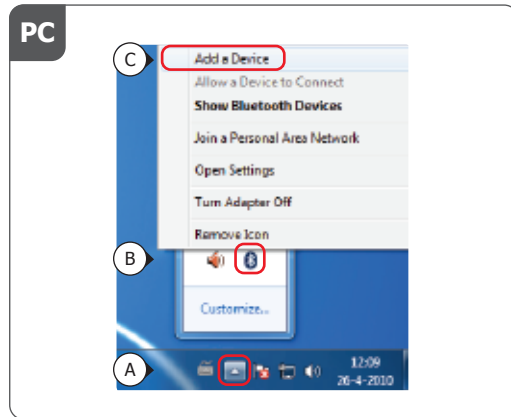 PC
C
Add a Device
Allow a Device to Connect
Show Bluetooth Devices
Join a Personal Area Network
Open Settings
Turn Adapter Off
Remove Icon
B
Customize...
A
12:09
26-4-2010